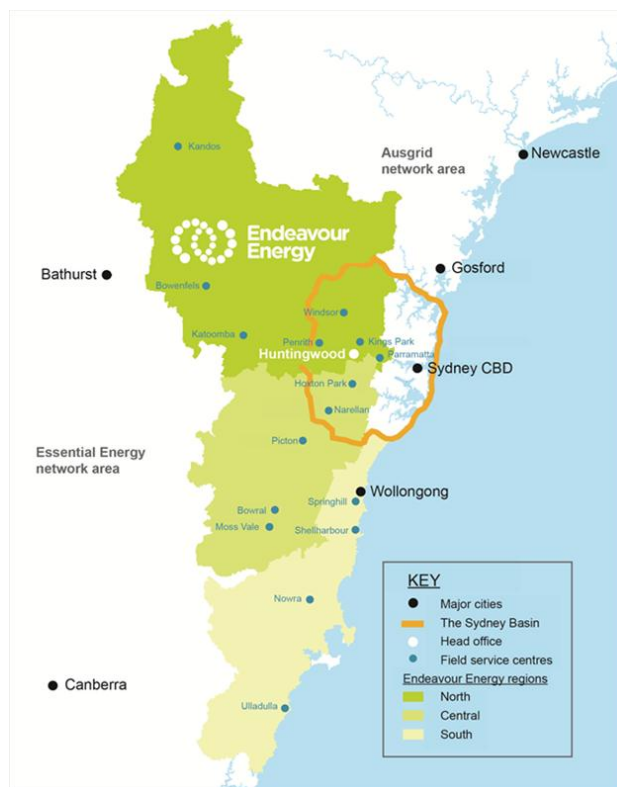 Kandos
Ausgrid
network area
Newcastle
Endeavour
Energy
Bathurst
Gosford
Bowenfels
Windsor
Katoomba
Penrith
Kings Park
Huntingwood
Parramatta
Sydney CBD
Hoxton Park
Narellan
Picton
Essential Energy
network area
Wollongong
Springhill
Bowral
Moss Vale
Shellharbour
Nowra
Canberra
Ulladulla
KEY
Major cities
The Sydney Basin
Head office
Field service centres
Endeavour Energy regions
North
Central
South